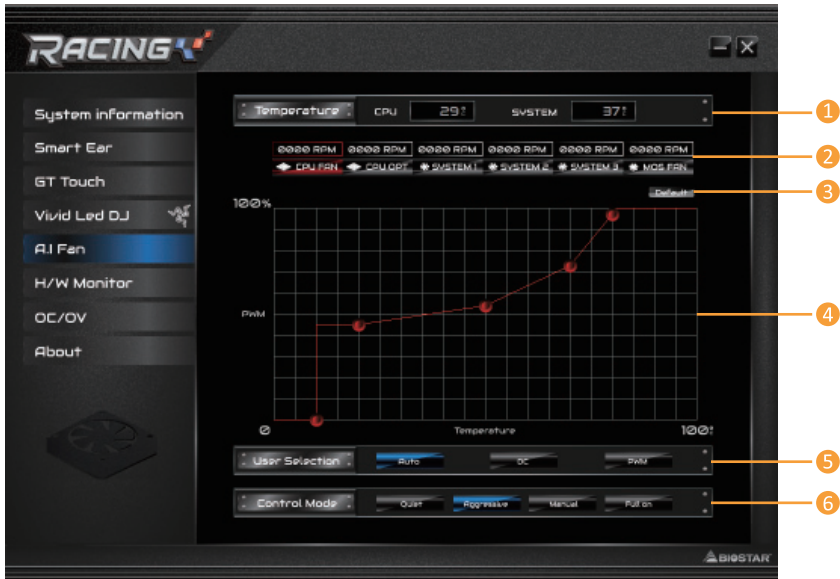 RACING
System information
Smart Ear
GT Touch
Vivid Led DJ
A.I Fan
H/W Monitor
OC/OV
About
Temperature CPU 29 SYSTEM 37 1
0000 RPM 0000 RPM 0000 RPM 0000 RPM 0000 RPM 0000 RPM 2
CPU FAN CPU OPT SYSTEM 1 SYSTEM 2 SYSTEM 3 MOS FAN
Default 3
100%
PWM 4
0 Temperature 100
User Selection Auto DC PWM 5
Control Mode Quiet Aggressive Manual Full on 6
BIOSTAR